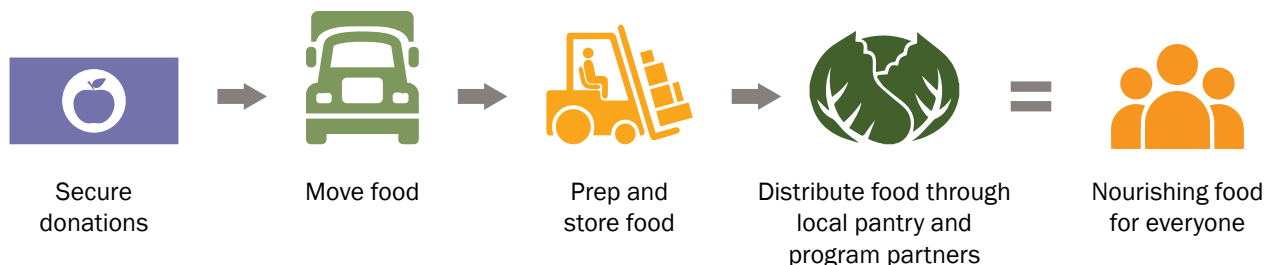 Secure
donations
Move food
Prep and
store food
Distribute food through
local pantry and
program partners
Nourishing food
for everyone